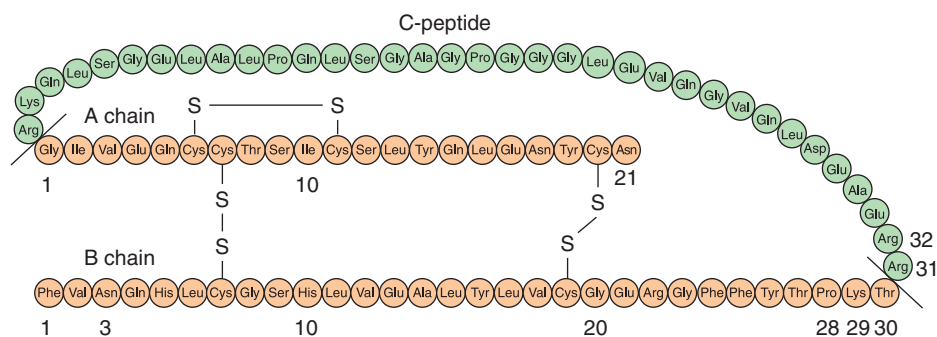 C-peptide
Arg Lys Gln Leu Ser Gly Glu Leu Ala Leu Pro Gln Leu Ser Gly Ala Gly Pro Gly Gly Gly Leu Glu Val Gln Gly Val Gln Leu Asp Glu Ala Glu Arg Arg
32
31
A chain
S S
Gly Ile Val Glu Gln Cys Cys Thr Ser Ile Cys Ser Leu Tyr Gln Leu Glu Asn Tyr Cys Asn
1 10 21
S S
S S
B chain
Phe Val Asn Gln His Leu Cys Gly Ser His Leu Val Glu Ala Leu Tyr Leu Val Cys Gly Glu Arg Gly Phe Phe Tyr Thr Pro Lys Thr
1 3 10 20 28 29 30